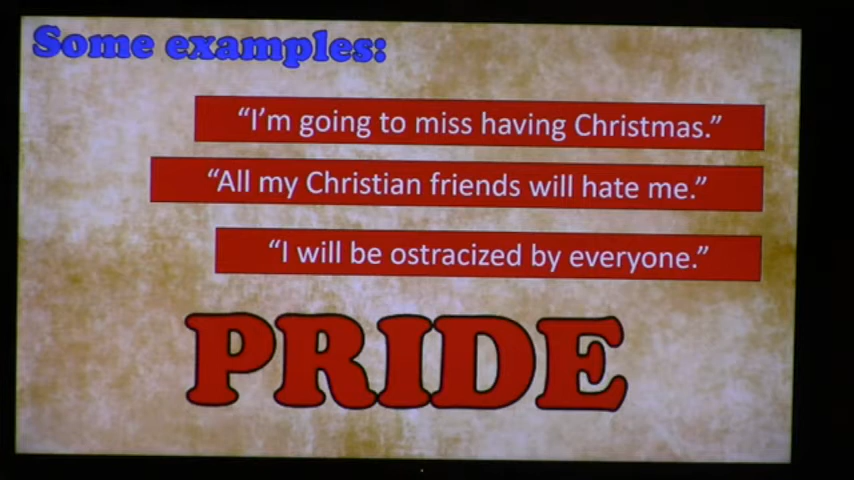 Some examples:
“I’m going to miss having Christmas.”
“All my Christian friends will hate me.”
“I will be ostracized by everyone.”
PRIDE